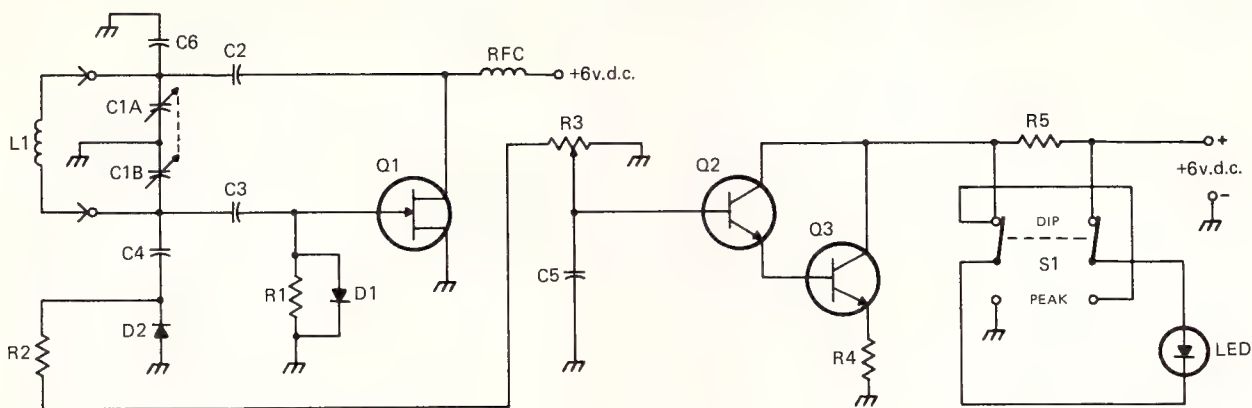 C6
C2
RFC
+6v.d.c.
C1A
L1
C1B
C3
Q1
R3
R5
+
+6v.d.c.
-
Q2
DIP
Q3
S1
C4
C5
R1
D1
PEAK
D2
R2
R4
LED